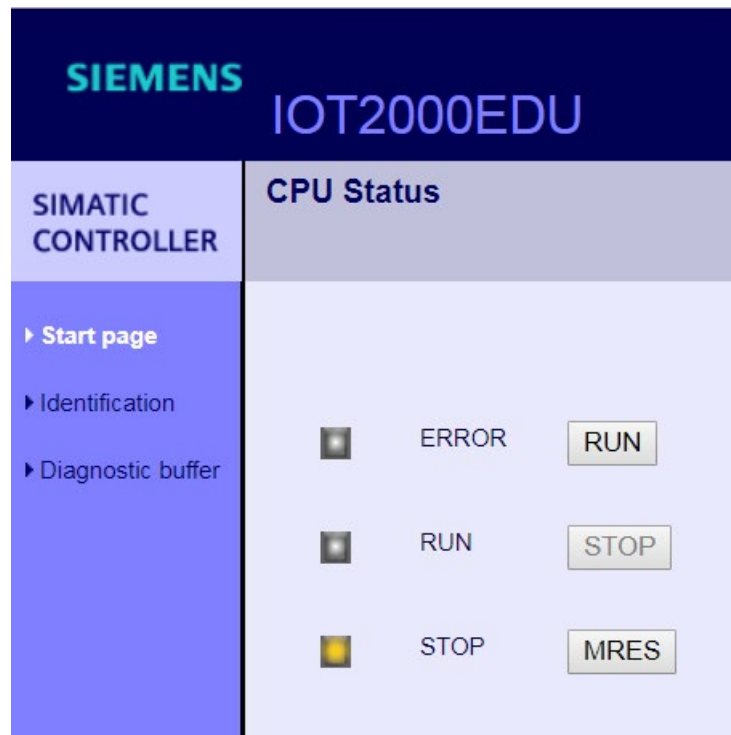 SIEMENS
IOT2000EDU
SIMATIC
CONTROLLER
CPU Status
Start page
Identification
Diagnostic buffer
ERROR RUN
RUN STOP
STOP MRES